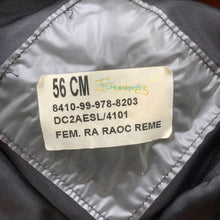 56 CM
8410-99-978-8203
DC2AESL/4101
FEM. RA RAOC REME